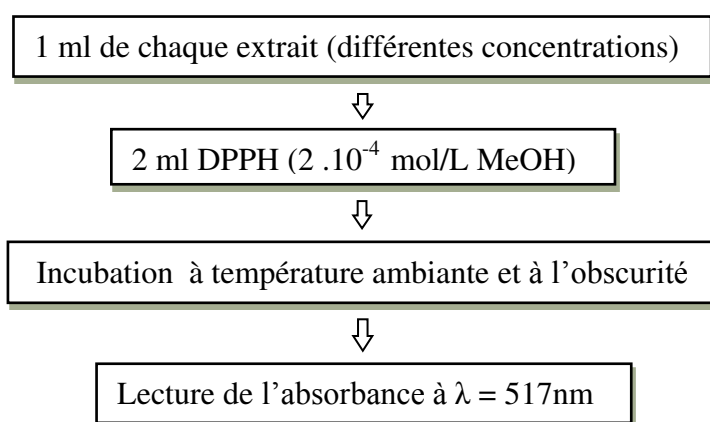 1 ml de chaque extrait (différentes concentrations)
2 ml DPPH (2 .10⁻⁴ mol/L MeOH)
Incubation à température ambiante et à l’obscurité
Lecture de l’absorbance à λ = 517nm